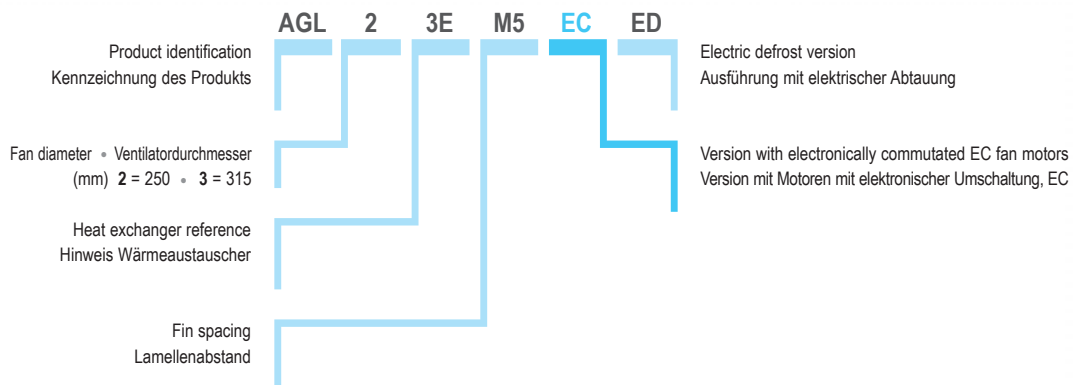 AGL 2 3E M5 EC ED
Product identification
Kennzeichnung des Produkts
Electric defrost version
Ausführung mit elektrischer Abtauung
Fan diameter • Ventilatordurchmesser
(mm) 2 = 250 • 3 = 315
Version with electronically commutated EC fan motors
Version mit Motoren mit elektronischer Umschaltung, EC
Heat exchanger reference
Hinweis Wärmeaustauscher
Fin spacing
Lamellenabstand